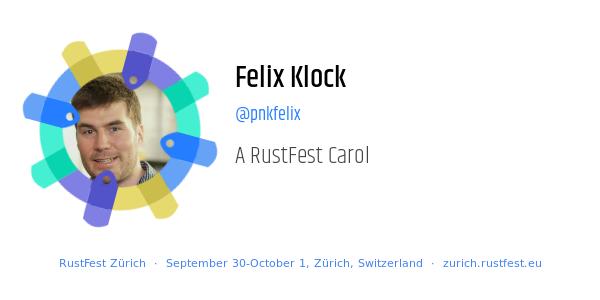 Felix Klock
@pnkfelix
A RustFest Carol
RustFest Zürich · September 30-October 1, Zürich, Switzerland · zurich.rustfest.eu